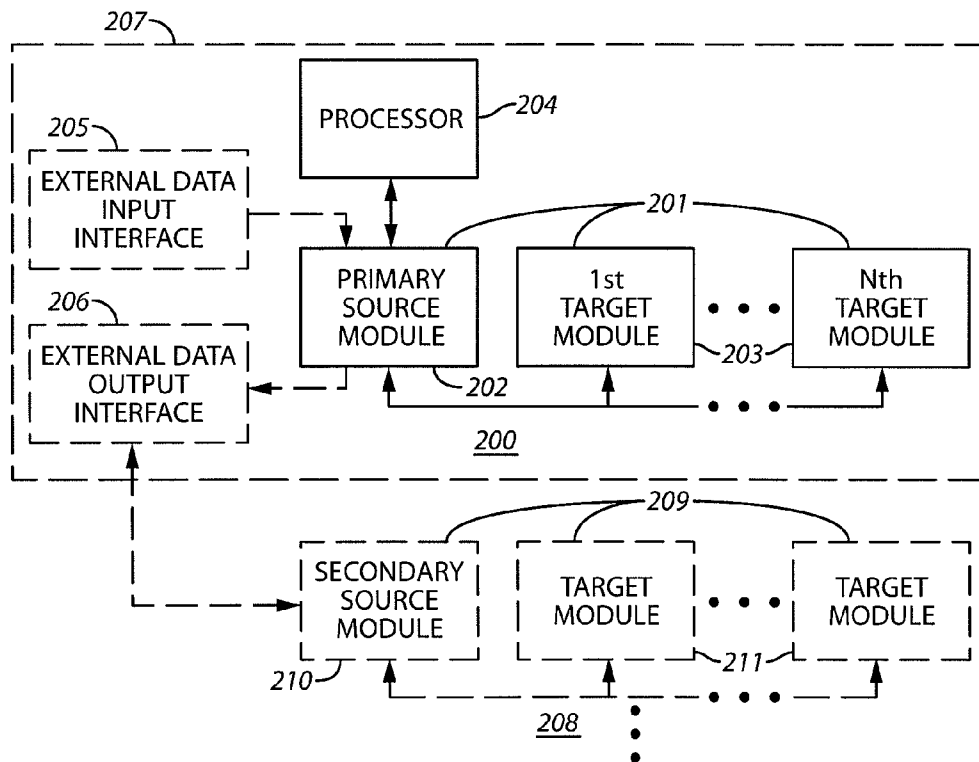 207
PROCESSOR
204
205
EXTERNAL DATA
INPUT
INTERFACE
201
PRIMARY
SOURCE
MODULE
1st
TARGET
MODULE
Nth
TARGET
MODULE
206
EXTERNAL DATA
OUTPUT
INTERFACE
202
203
200
209
SECONDARY
SOURCE
MODULE
TARGET
MODULE
TARGET
MODULE
210
211
208